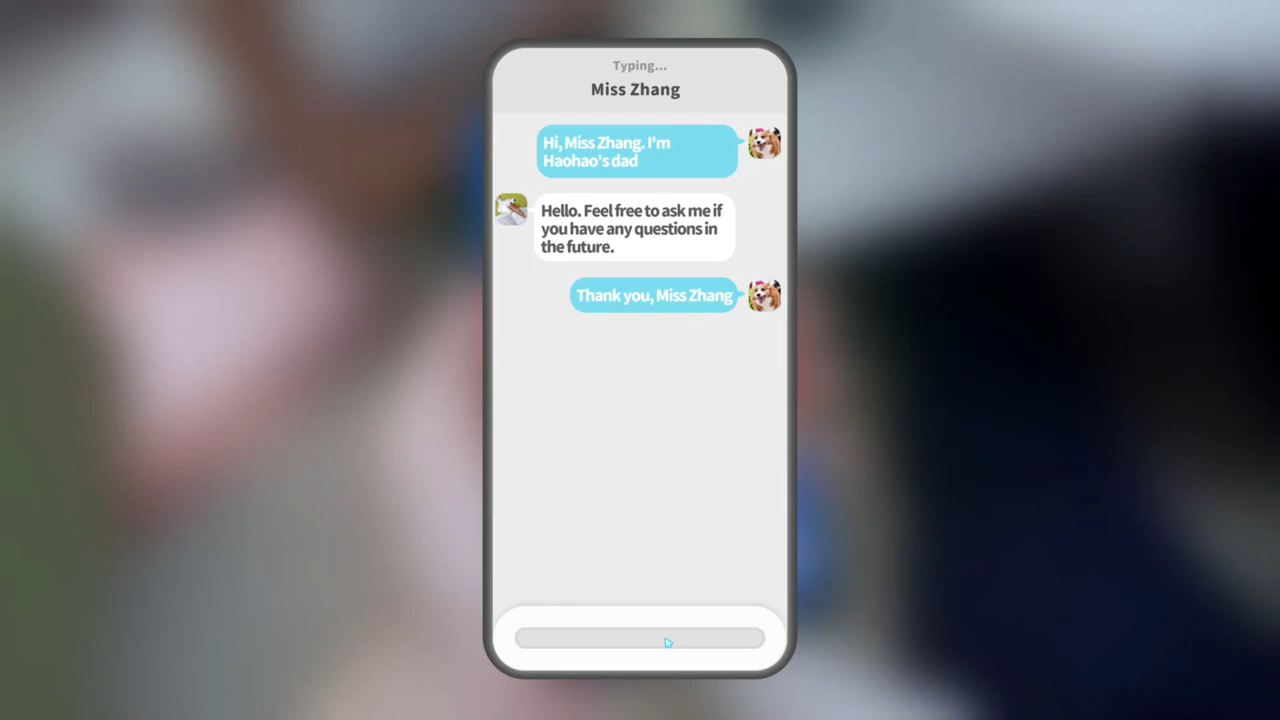 Typing...
Miss Zhang
Hi, Miss Zhang. I'm
Haohao's dad
Hello. Feel free to ask me if
you have any questions in
the future.
Thank you, Miss Zhang